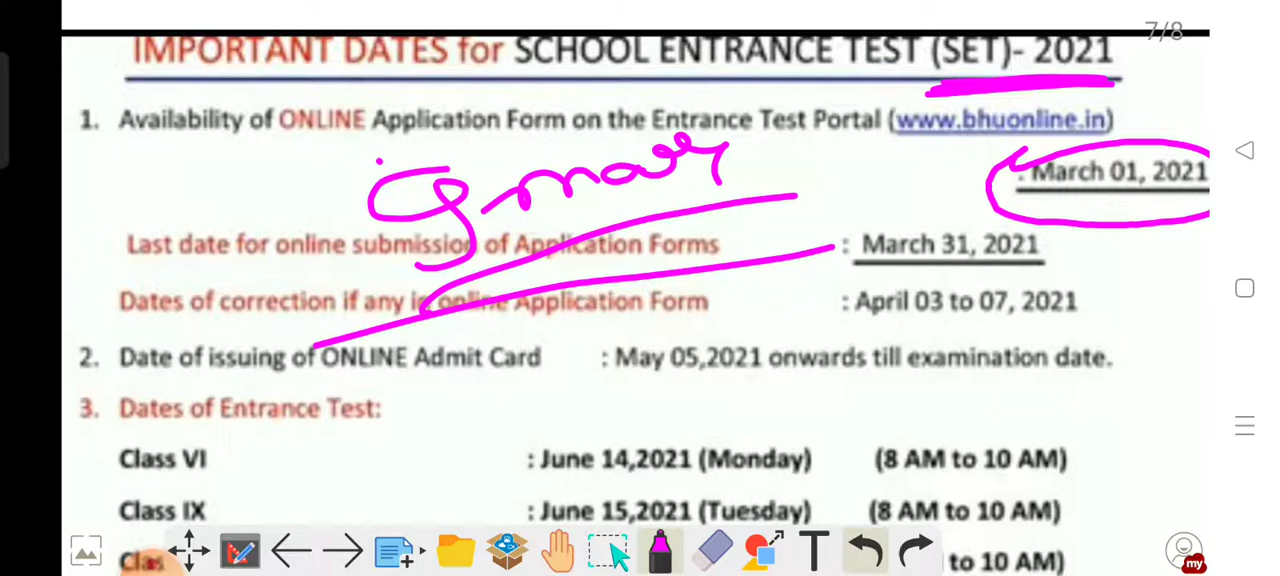 7/8
IMPORTANT DATES for SCHOOL ENTRANCE TEST (SET)- 2021
1. Availability of ONLINE Application Form on the Entrance Test Portal (www.bhuonline.in)
: March 01, 2021
Last date for online submission of Application Forms : March 31, 2021
Dates of correction if any in online Application Form : April 03 to 07, 2021
2. Date of issuing of ONLINE Admit Card : May 05,2021 onwards till examination date.
3. Dates of Entrance Test:
Class VI : June 14,2021 (Monday) (8 AM to 10 AM)
Class IX : June 15,2021 (Tuesday) (8 AM to 10 AM)
to 10 AM)
T
my